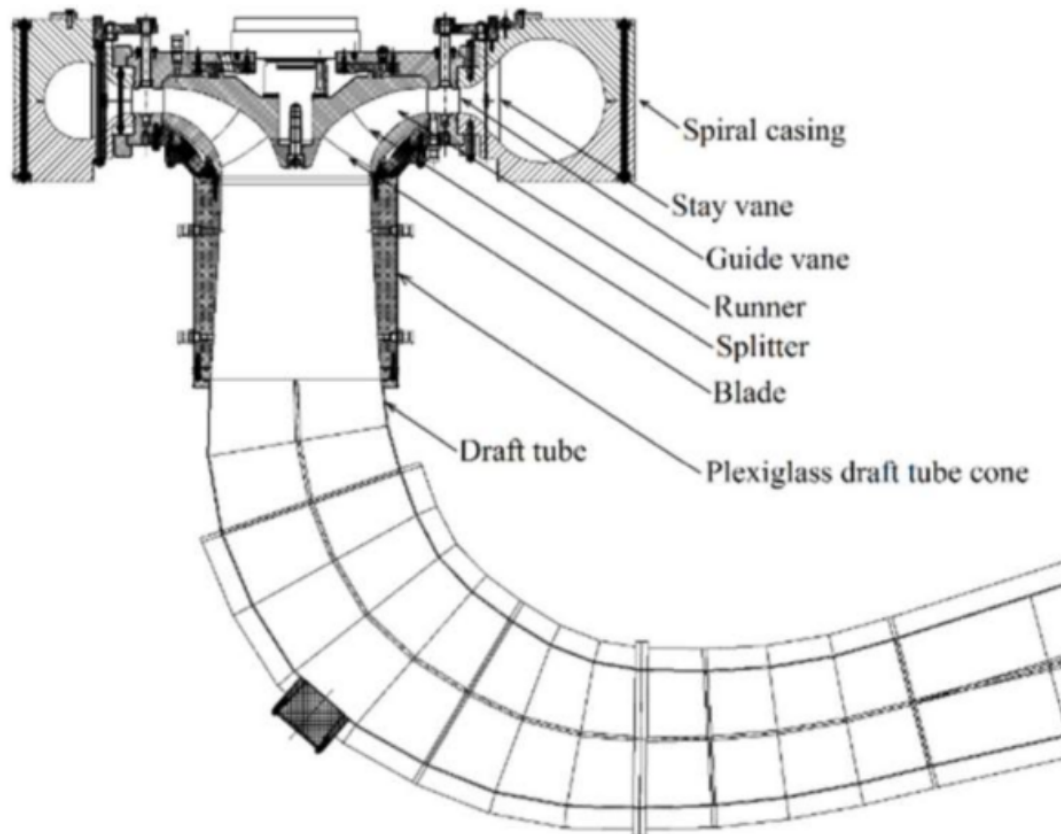 Spiral casing
Stay vane
Guide vane
Runner
Splitter
Blade
Draft tube
Plexiglass draft tube cone